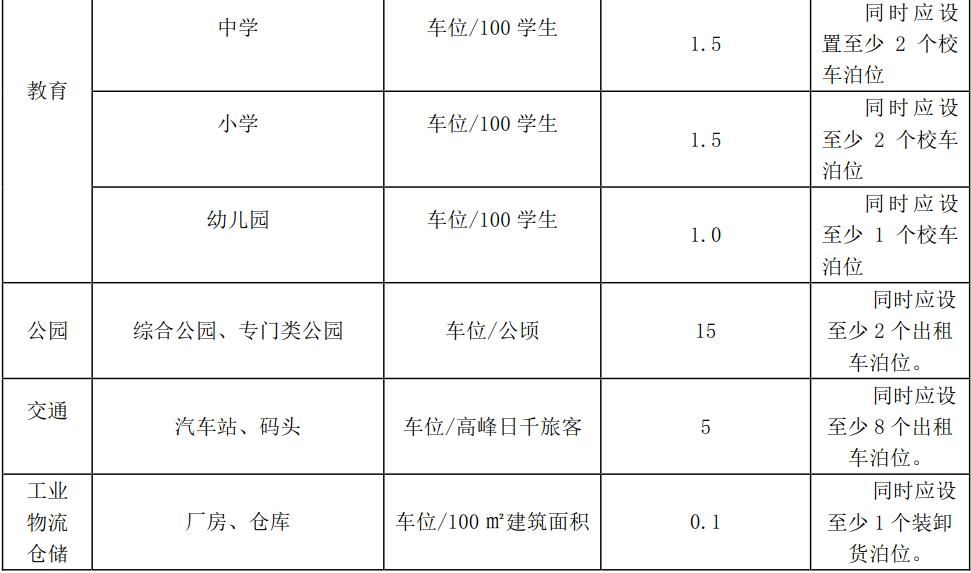 教育
中学
车位/100 学生
1.5
同时应设
置至少 2 个校
车泊位
小学
车位/100 学生
1.5
同时应设
至少 2 个校车
泊位
幼儿园
车位/100 学生
1.0
同时应设
至少 1 个校车
泊位
公园
综合公园、专门类公园
车位/公顷
15
同时应设
至少2个出租
车泊位。
交通
汽车站、码头
车位/高峰日千旅客
5
同时应设
至少8个出租
车泊位。
工业
物流
仓储
厂房、仓库
车位/100 ㎡建筑面积
0.1
同时应设
至少1个装卸
货泊位。